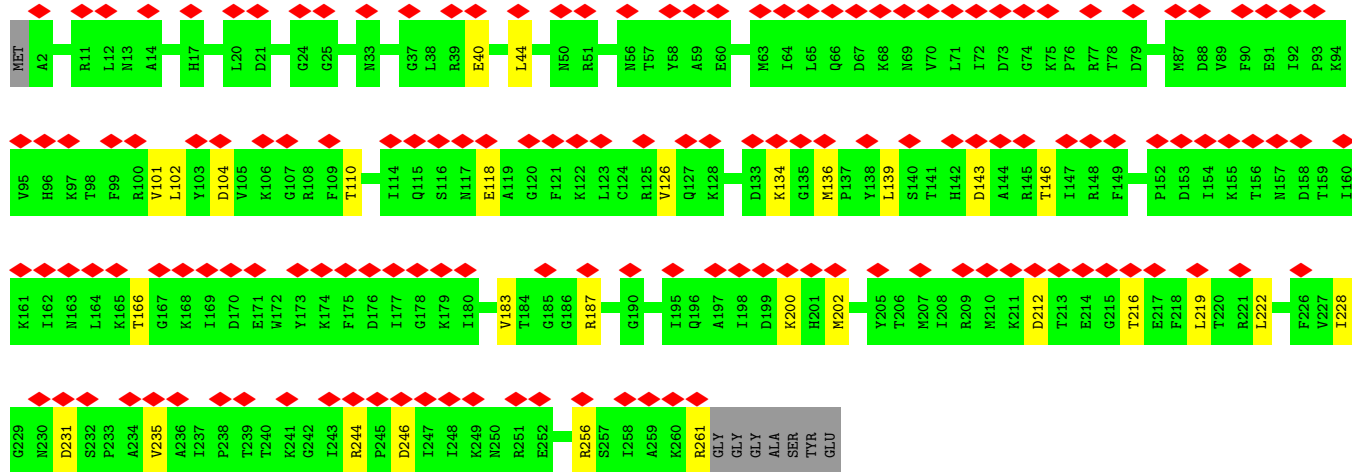 MET A2 R11 L12 N13 A14 H17 L20 D21 G24 G25 N33 G37 L38 R39 E40 L44 N50 R51 N56 T57 Y58 A59 E60 M63 I64 L65 Q66 D67 K68 N69 V70 L71 I72 D73 G74 K75 P76 R77 T78 D79 M87 D88 V89 F90 E91 I92 P93 K94
V95 H96 K97 T98 F99 R100 V101 L102 Y103 D104 V105 K106 G107 R108 F109 T110 I114 Q115 S116 N117 E118 A119 G120 F121 K122 L123 C124 R125 V126 Q127 K128 D133 K134 G135 M136 P137 Y138 L139 S140 T141 H142 D143 A144 R145 T146 I147 R148 F149 P152 D153 I154 K155 T156 N157 D158 T159 I160
K161 I162 N163 L164 K165 T166 G167 K168 I169 D170 E171 W172 Y173 K174 F175 D176 I177 G178 K179 I180 V183 T184 G185 G186 R187 G190 I195 Q196 A197 I198 D199 K200 H201 M202 Y205 T206 M207 I208 R209 M210 K211 D212 T213 E214 G215 T216 E217 F218 L219 T220 R221 L222 F226 V227 I228
G229 N230 D231 S232 P233 A234 V235 A236 I237 P238 T239 T240 K241 G242 I243 R244 P245 D246 I247 I248 K249 N250 R251 E252 R256 S257 I258 A259 K260 R261 GLY GLY GLY ALA SER TYR GLU